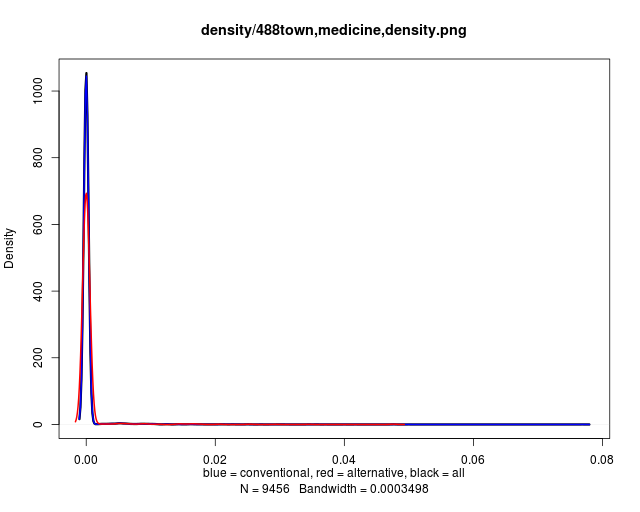 density/488town,medicine,density.png
Density
1000
800
600
400
200
0
0.00 0.02 0.04 0.06 0.08
blue = conventional, red = alternative, black = all
N = 9456 Bandwidth = 0.0003498